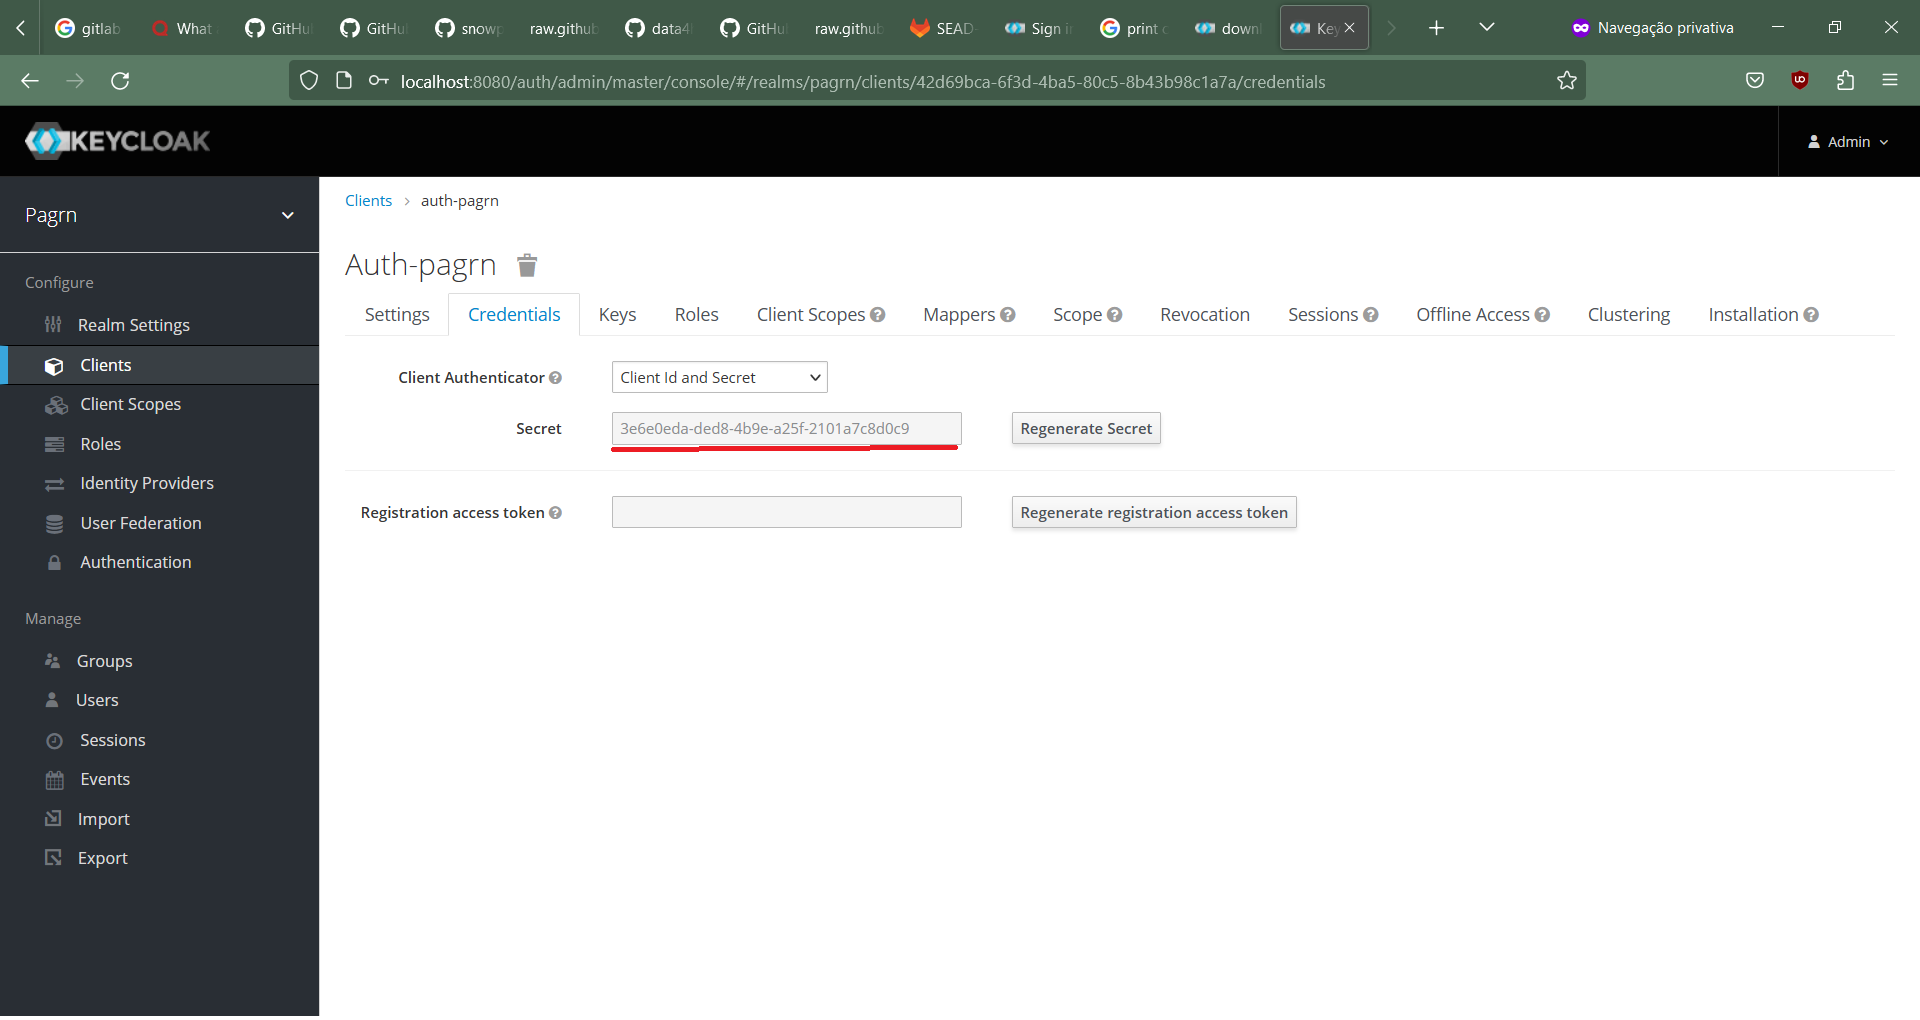 gitlab What GitHu GitHu snow raw.github data4 GitHu raw.githu SEAD Sign i print downl Key Navegação privativa
localhost:8080/auth/admin/master/console/#/realms/pagrn/clients/42d69bca-6f3d-4ba5-80c5-8b43b98c1a7a/credentials
KEYCLOAK
Admin
Pagrn
Configure
Realm Settings
Clients
Client Scopes
Roles
Identity Providers
User Federation
Authentication
Manage
Groups
Users
Sessions
Events
Import
Export
Clients > auth-pagrn
Auth-pagrn
Settings Credentials Keys Roles Client Scopes Mappers Scope Revocation Sessions Offline Access Clustering Installation
Client Authenticator Client Id and Secret
Secret 3e6e0eda-ded8-4b9e-a25f-2101a7c8d0c9 Regenerate Secret
Registration access token Regenerate registration access token